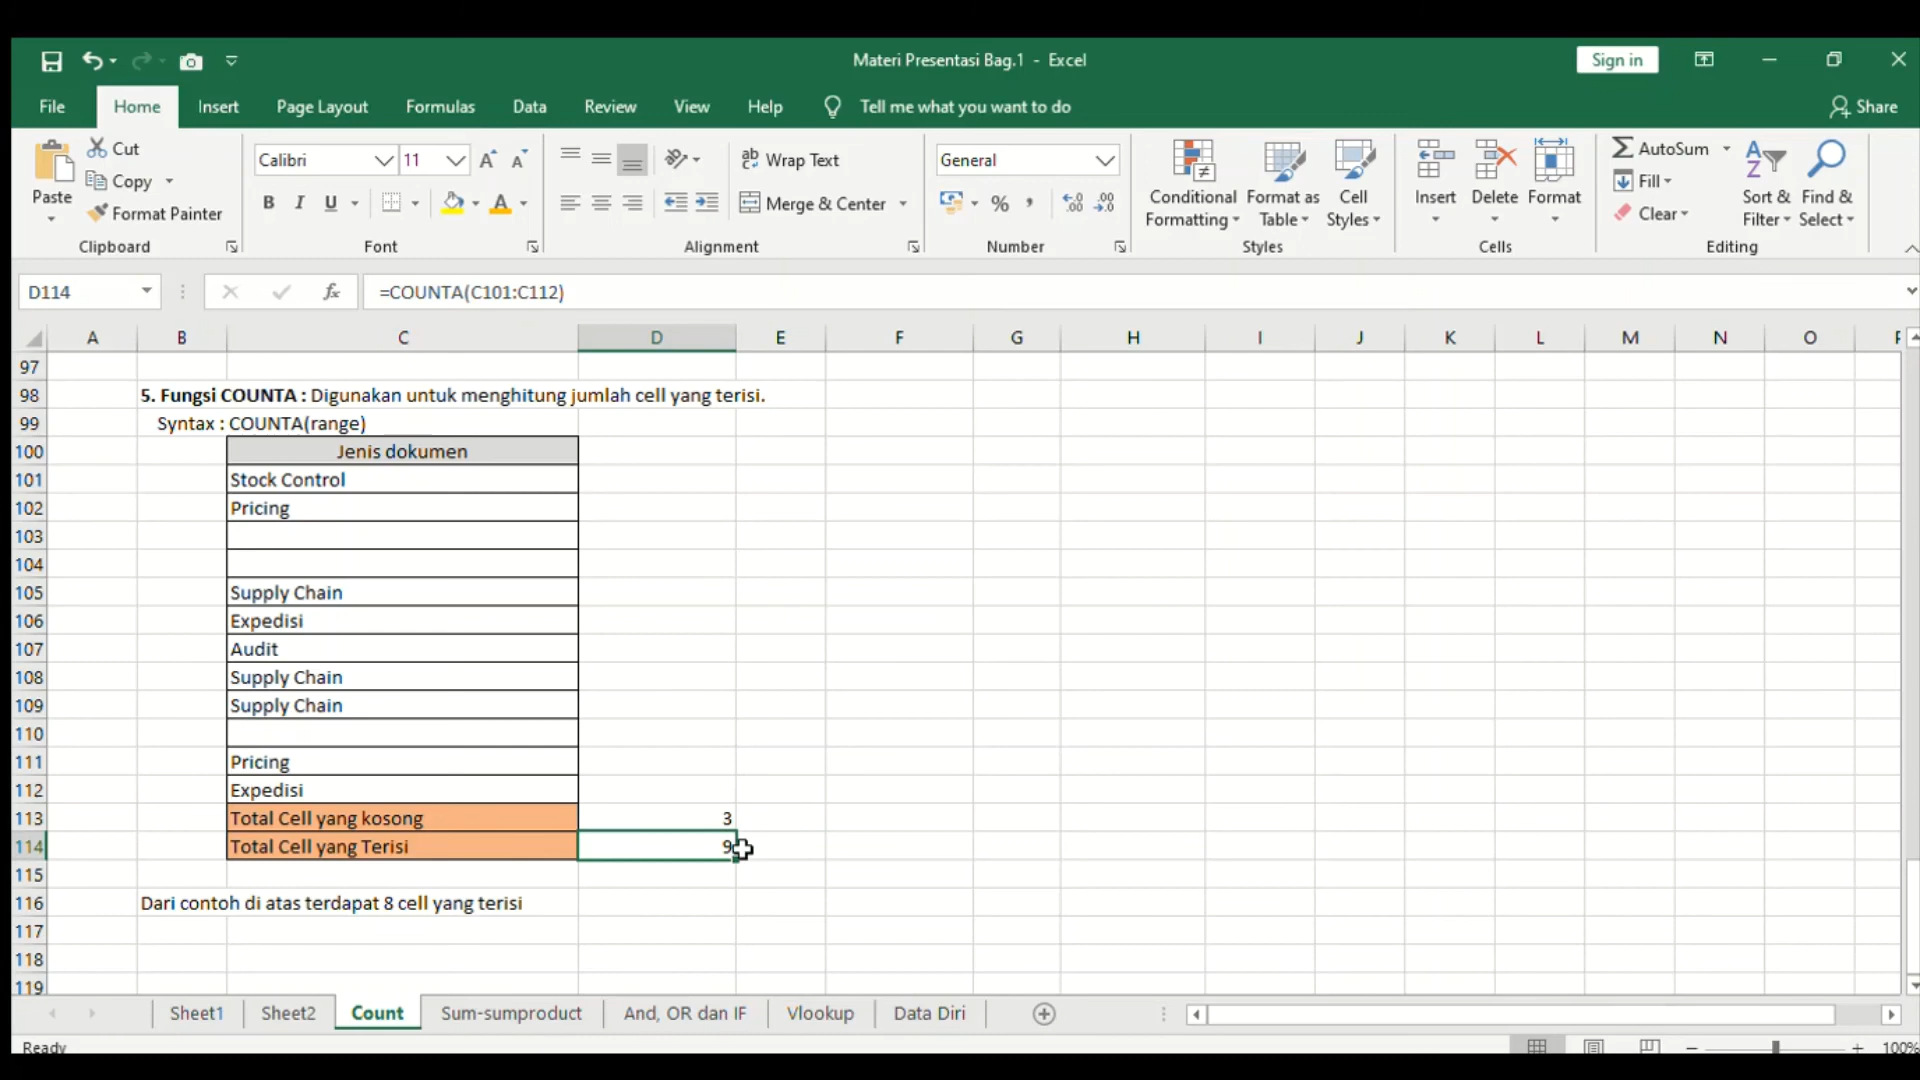 Materi Presentasi Bag.1 - Excel
Sign in
File Home Insert Page Layout Formulas Data Review View Help Tell me what you want to do Share
Paste
Cut
Copy
Format Painter
Clipboard
Calibri 11
B I U
Font
Wrap Text
Merge & Center
Alignment
General
%
Number
Conditional Formatting
Format as Table
Cell Styles
Styles
Insert Delete Format
Cells
AutoSum
Fill
Clear
Sort & Filter
Find & Select
Editing
D114 fx =COUNTA(C101:C112)
A B C D E F G H I J K L M N O
97
98 5. Fungsi COUNTA : Digunakan untuk menghitung jumlah cell yang terisi.
99 Syntax : COUNTA(range)
100 Jenis dokumen
101 Stock Control
102 Pricing
103
104
105 Supply Chain
106 Expedisi
107 Audit
108 Supply Chain
109 Supply Chain
110
111 Pricing
112 Expedisi
113 Total Cell yang kosong 3
114 Total Cell yang Terisi 9
115
116 Dari contoh di atas terdapat 8 cell yang terisi
117
118
119
Sheet1 Sheet2 Count Sum-sumproduct And, OR dan IF Vlookup Data Diri
Ready 100%